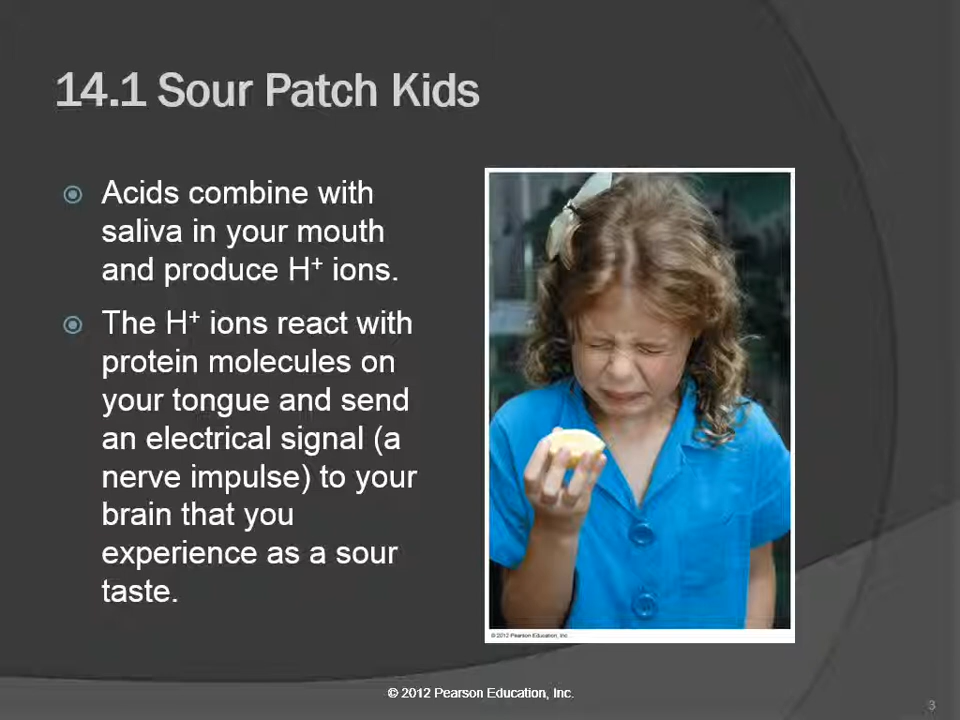 14.1 Sour Patch Kids
Acids combine with
saliva in your mouth
and produce H⁺ ions.
The H⁺ ions react with
protein molecules on
your tongue and send
an electrical signal (a
nerve impulse) to your
brain that you
experience as a sour
taste.
© 2012 Pearson Education, Inc.
© 2012 Pearson Education, Inc.
3